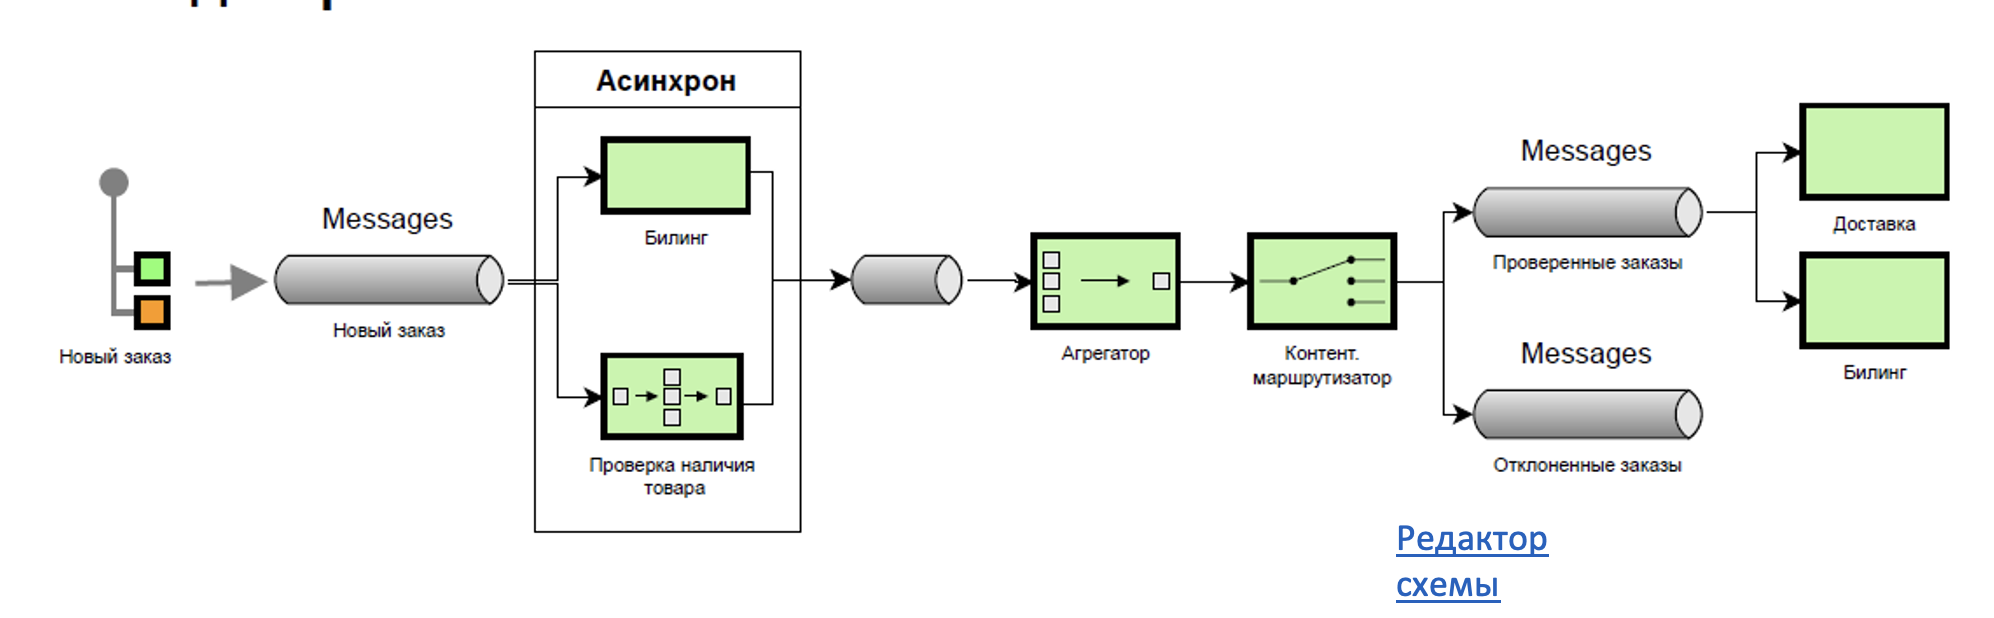 Новый заказ
Messages
Новый заказ
Асинхрон
Билинг
Проверка наличия
товара
Агрегатор
Контент.
маршрутизатор
Messages
Проверенные заказы
Messages
Отклоненные заказы
Доставка
Билинг
Редактор
схемы